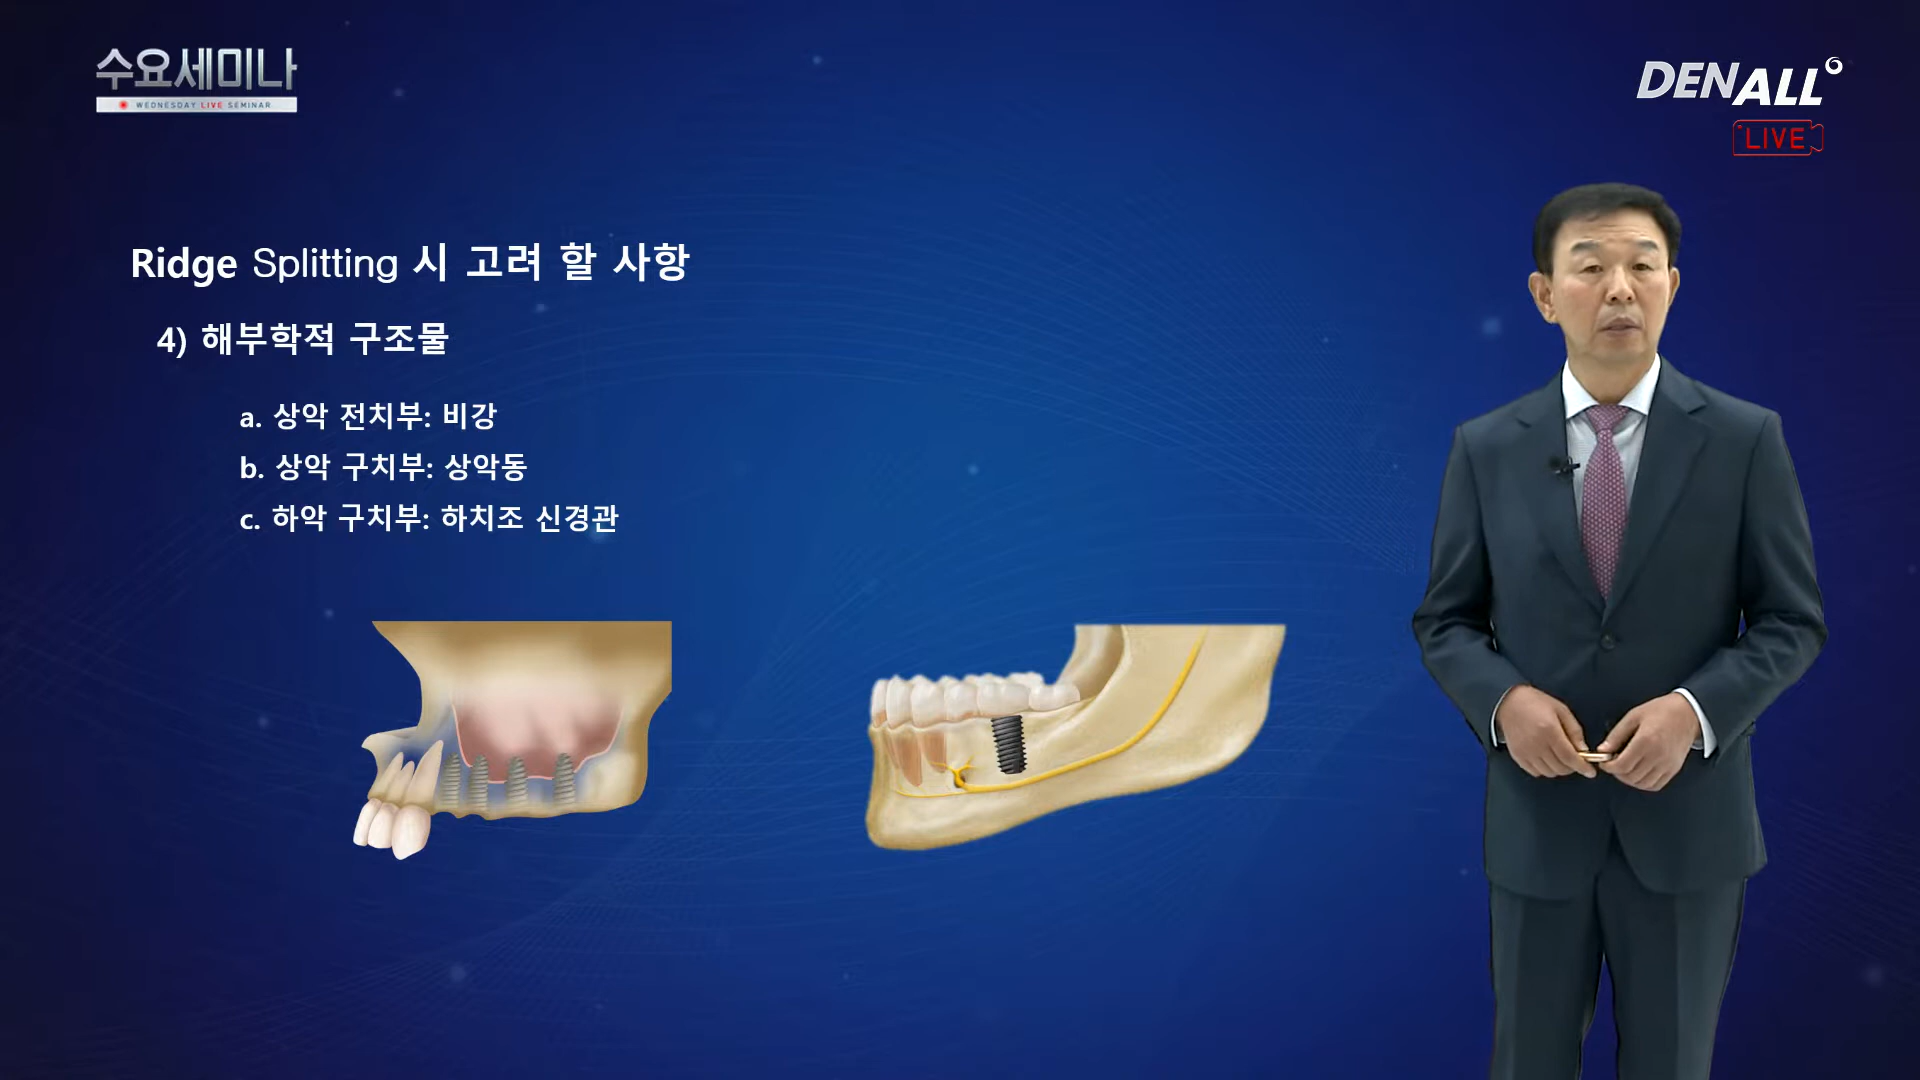 수요세미나
WEDNESDAY LIVE SEMINAR
DENALL
LIVE
Ridge Splitting 시 고려 할 사항
4) 해부학적 구조물
a. 상악 전치부: 비강
b. 상악 구치부: 상악동
c. 하악 구치부: 하치조 신경관